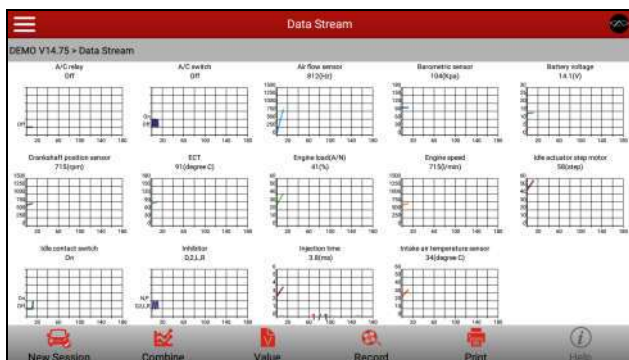 Data Stream
DEMO V14.75 > Data Stream
A/C relay
Off
A/C switch
Off
Air flow sensor
812(Hz)
Barometric sensor
104(Kpa)
Battery voltage
14.1(V)
Crankshaft position sensor
715(rpm)
ECT
91(degree C)
Engine load(A/N)
41(%)
Engine speed
715(l/min)
Idle actuator step motor
58(step)
Idle contact switch
On
Inhibitor
D,2,L,R
Injection time
3.8(ms)
Intake air temperature sensor
34(degree C)
1 / 1
New Session
Combine
Value
Record
Print
Help